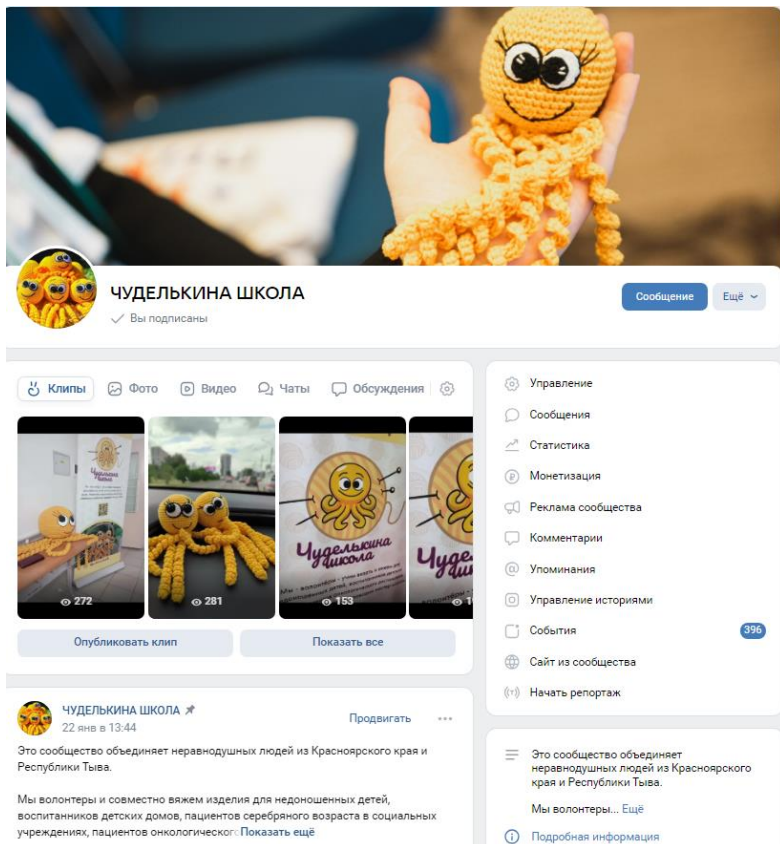 ЧУДЕЛЬКИНА ШКОЛА
Вы подписаны
Сообщение
Ещё
Клипы
Фото
Видео
Чаты
Обсуждения
Чуделькина
школа
272
281
Чуделькина
школа
153
Опубликовать клип
Показать все
ЧУДЕЛЬКИНА ШКОЛА
22 янв в 13:44
Продвигать
Это сообщество объединяет неравнодушных людей из Красноярского края и
Республики Тыва.
Мы волонтеры и совместно вяжем изделия для недоношенных детей,
воспитанников детских домов, пациентов серебряного возраста в социальных
учреждениях, пациентов онкологическог Показать ещё
Управление
Сообщения
Статистика
Монетизация
Реклама сообщества
Комментарии
Упоминания
Управление историями
События
396
Сайт из сообщества
Начать репортаж
Это сообщество объединяет
неравнодушных людей из Красноярского
края и Республики Тыва.
Мы волонтеры... Ещё
Подробная информация